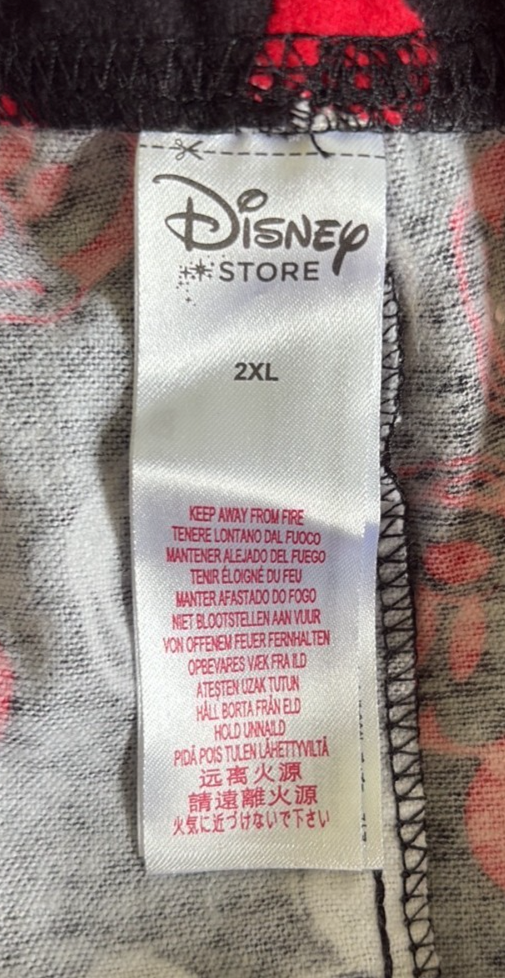 Disney
STORE
2XL
KEEP AWAY FROM FIRE
TENERE LONTANO DAL FUOCO
MANTENER ALEJADO DEL FUEGO
TENIR ÉLOIGNÉ DU FEU
MANTER AFASTADO DO FOGO
NIET BLOOTSTELLEN AAN VUUR
VON OFFENEM FEUER FERNHALTEN
OPBEVARES VÆK FRA ILD
ATEŞTEN UZAK TUTUN
HÅLL BORTA FRÅN ELD
HOLD UNNA ILD
PIDÄ POIS TULEN LÄHETTYVILTÄ
远离火源
請遠離火源
火気に近づけないで下さい